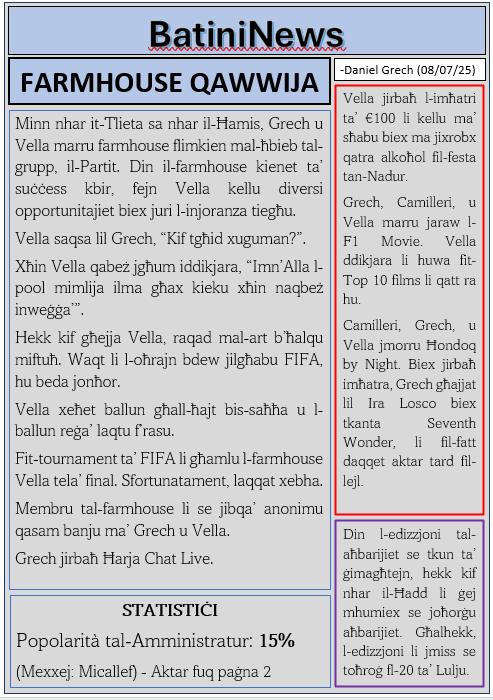 BatiniNews
FARMHOUSE QAWWIJA
Minn nhar it-Tlieta sa nhar il-Ħamis, Grech u
Vella marru farmhouse flimkien mal-ħbieb tal-
grupp, il-Partit. Din il-farmhouse kienet ta’
suċċess kbir, fejn Vella kellu diversi
opportunitajiet biex juri l-injoranza tiegħu.
Vella saqsa lil Grech, “Kif tgħid xuguman?”.
Xħin Vella qabeż jgħum iddikjara, “Imn’Alla l-
pool mimlija ilma għax kieku xħin naqbeż
inweġġa’”.
Hekk kif għejja Vella, raqad mal-art b’ħalqu
miftuħ. Waqt li l-oħrajn bdew jilgħabu FIFA,
hu beda jonħor.
Vella xeħet ballun għall-ħajt bis-saħħa u l-
ballun reġa’ laqtu f’rasu.
Fit-tournament ta’ FIFA li għamlu l-farmhouse
Vella tela’ final. Sfortunatament, laqqat xebha.
Membru tal-farmhouse li se jibqa’ anonimu
qasam banju ma’ Grech u Vella.
Grech jirbaħ Ħarja Chat Live.
STATISTIĊI
Popolarità tal-Amministratur: 15%
(Mexxej: Micallef) - Aktar fuq paġna 2
-Daniel Grech (08/07/25)
Vella jirbaħ l-imħatri
ta’ €100 li kellu ma’
sħabu biex ma jixrobx
qatra alkoħol fil-festa
tan-Nadur.
Grech, Camilleri, u
Vella marru jaraw l-
F1 Movie. Vella
ddikjara li huwa fit-
Top 10 films li qatt ra
hu.
Camilleri, Grech, u
Vella jmorru Ħondoq
by Night. Biex jirbaħ
imħatra, Grech għajjat
lil Ira Losco biex
tkanta Seventh
Wonder, li fil-fatt
daqqet aktar tard fil-
lejl.
Din l-edizzjoni tal-
aħbarijiet se tkun ta’
ġimagħtejn, hekk kif
nhar il-Ħadd li ġej
mhumiex se joħorġu
aħbarijiet. Għalhekk,
l-edizzjoni li jmiss se
toħroġ fl-20 ta’ Lulju.